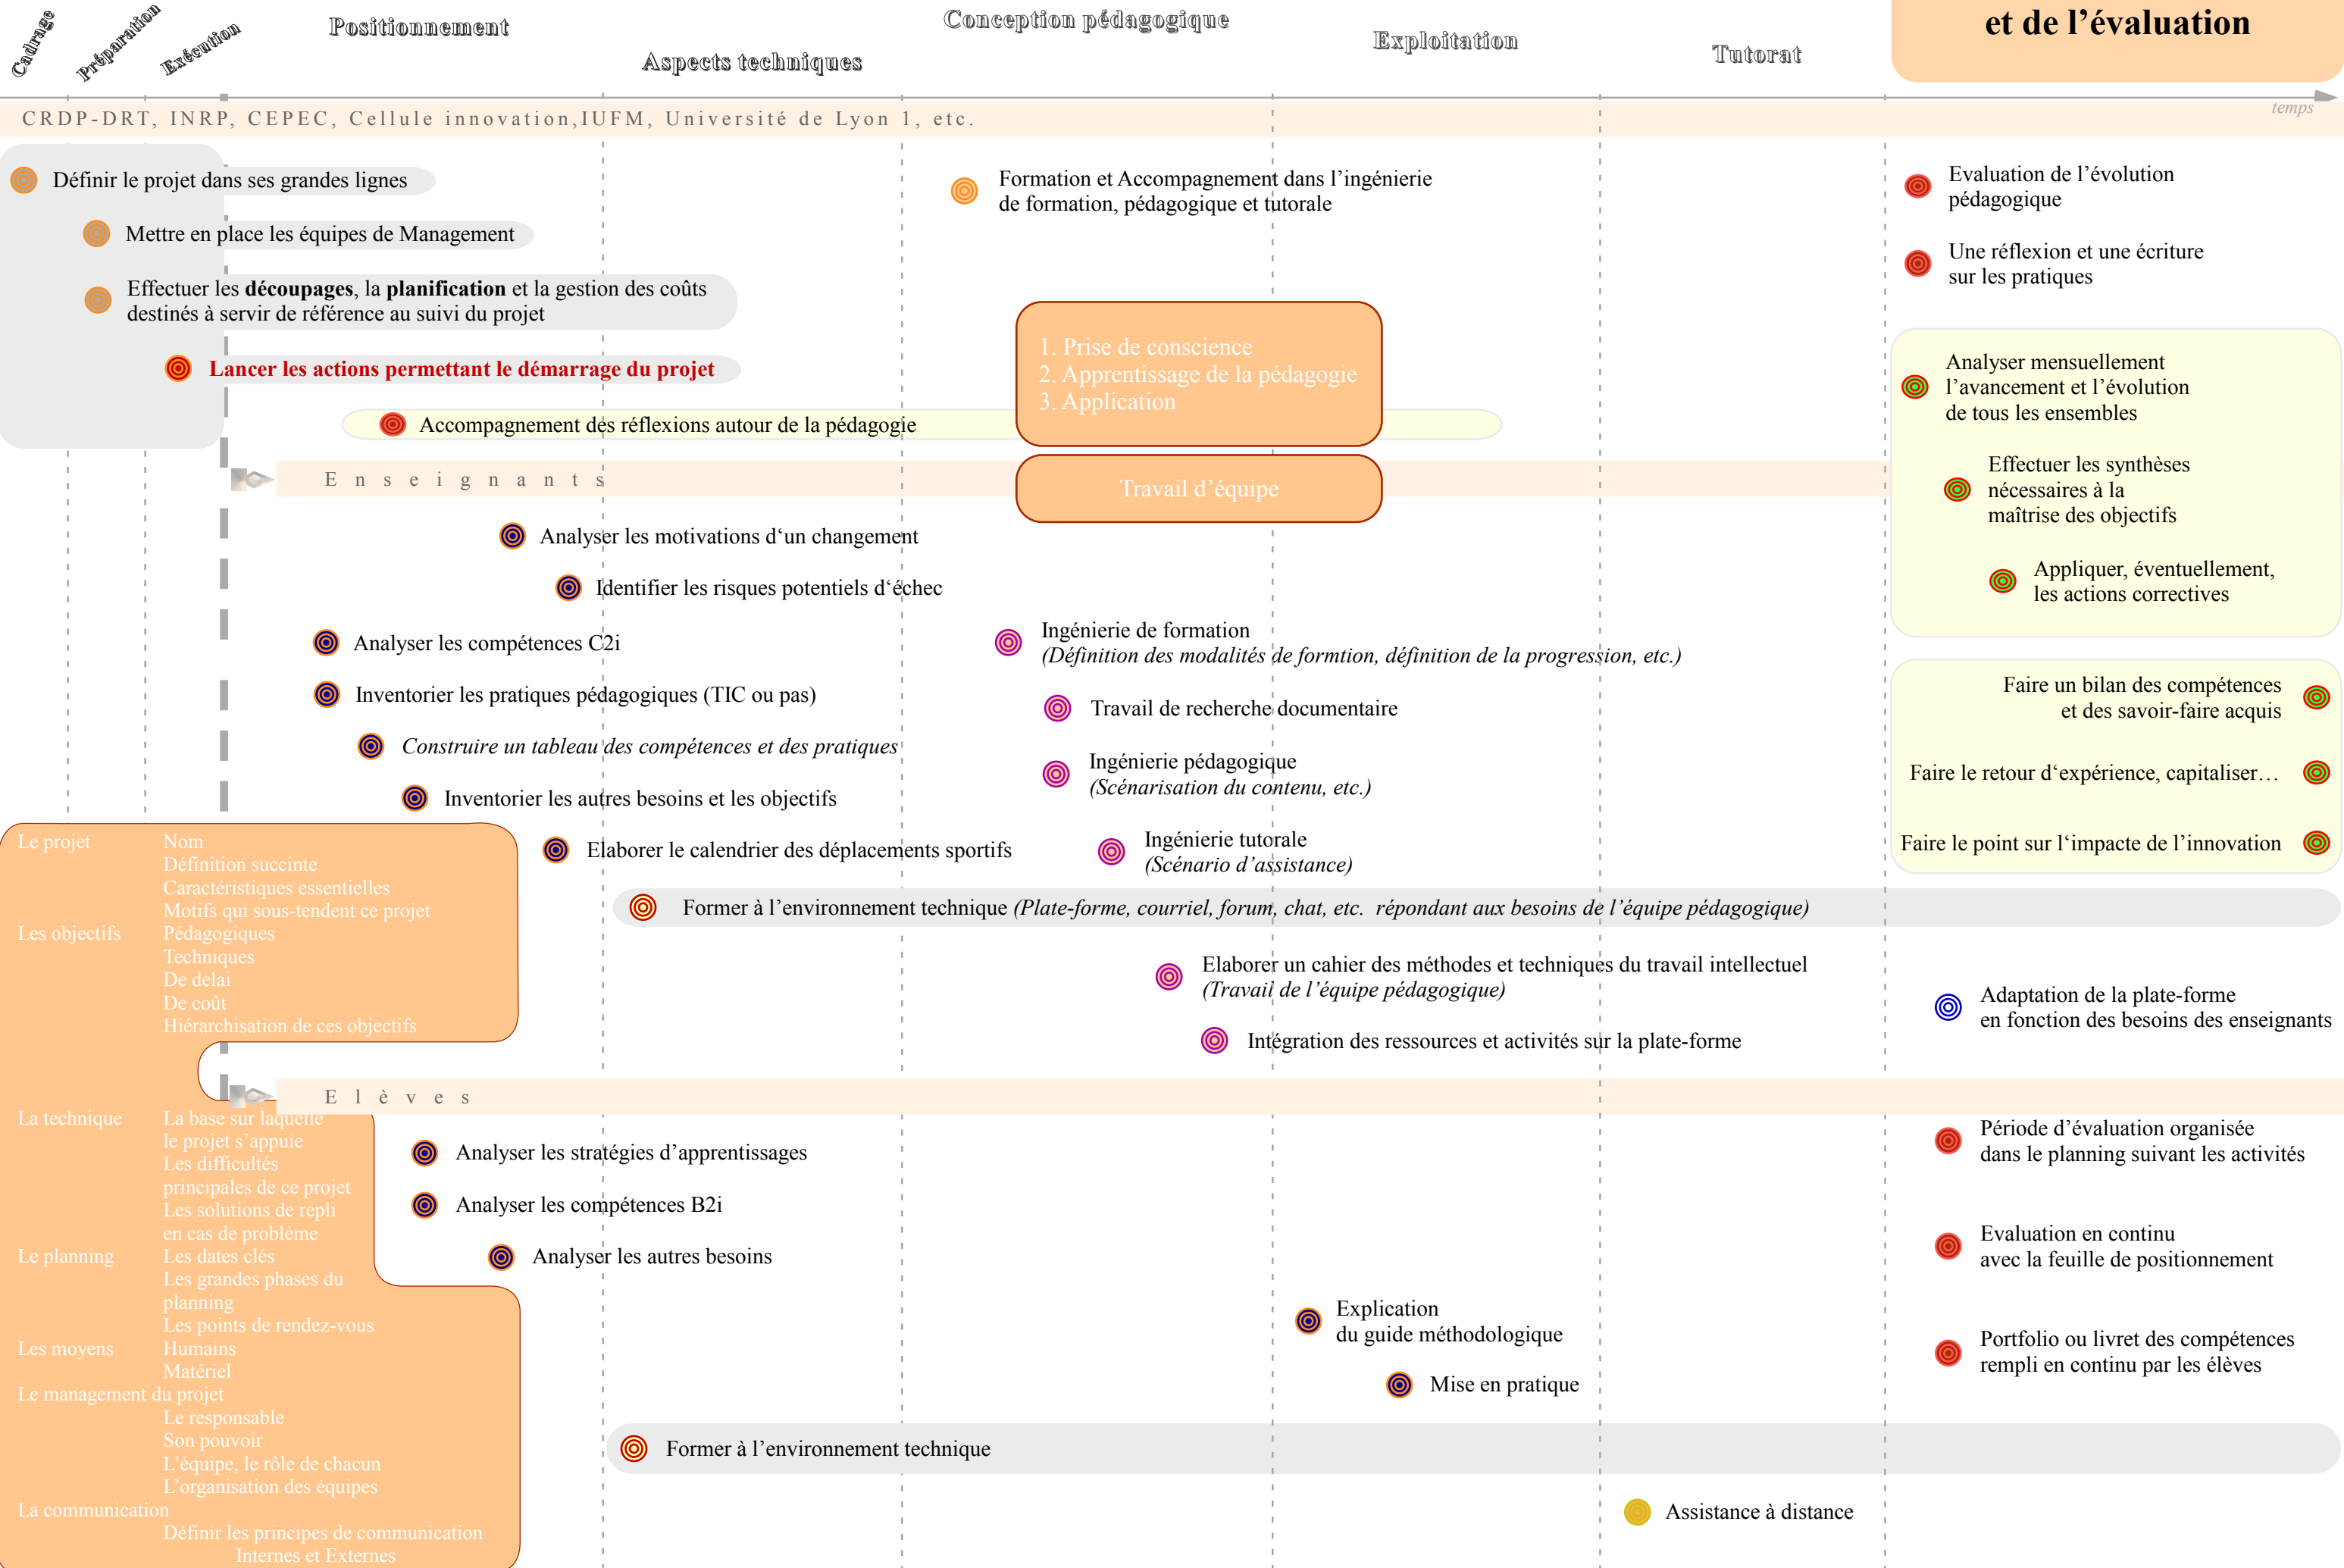 Cadrage
Préparation
Exécution
Positionnement
Aspects techniques
Conception pédagogique
Exploitation
Tutorat
et de l’évaluation
temps
CRDP-DRT, INRP, CEPEC, Cellule innovation,IUFM, Université de Lyon 1, etc.
Définir le projet dans ses grandes lignes
Mettre en place les équipes de Management
Effectuer les découpages, la planification et la gestion des coûts
destinés à servir de référence au suivi du projet
Lancer les actions permettant le démarrage du projet
Accompagnement des réflexions autour de la pédagogie
Formation et Accompagnement dans l’ingénierie
de formation, pédagogique et tutorale
1. Prise de conscience
2. Apprentissage de la pédagogie
3. Application
Travail d’équipe
Evaluation de l’évolution
pédagogique
Une réflexion et une écriture
sur les pratiques
Analyser mensuellement
l’avancement et l’évolution
de tous les ensembles
Effectuer les synthèses
nécessaires à la
maîtrise des objectifs
Appliquer, éventuellement,
les actions correctives
Enseignants
Analyser les motivations d‘un changement
Identifier les risques potentiels d‘échec
Analyser les compétences C2i
Inventorier les pratiques pédagogiques (TIC ou pas)
Construire un tableau des compétences et des pratiques
Inventorier les autres besoins et les objectifs
Elaborer le calendrier des déplacements sportifs
Ingénierie de formation
(Définition des modalités de formtion, définition de la progression, etc.)
Travail de recherche documentaire
Ingénierie pédagogique
(Scénarisation du contenu, etc.)
Ingénierie tutorale
(Scénario d’assistance)
Faire un bilan des compétences
et des savoir-faire acquis
Faire le retour d‘expérience, capitaliser…
Faire le point sur l‘impacte de l’innovation
Former à l’environnement technique (Plate-forme, courriel, forum, chat, etc. répondant aux besoins de l’équipe pédagogique)
Elaborer un cahier des méthodes et techniques du travail intellectuel
(Travail de l’équipe pédagogique)
Intégration des ressources et activités sur la plate-forme
Adaptation de la plate-forme
en fonction des besoins des enseignants
Le projet Nom
Définition succinte
Caractéristiques essentielles
Motifs qui sous-tendent ce projet
Les objectifs Pédagogiques
Techniques
De delai
De coût
Hiérarchisation de ces objectifs
La technique La base sur laquelle
le projet s’appuie
Les difficultés
principales de ce projet
Les solutions de repli
en cas de problème
Le planning Les dates clés
Les grandes phases du
planning
Les points de rendez-vous
Les moyens Humains
Matériel
Le management du projet
Le responsable
Son pouvoir
L’équipe, le rôle de chacun
L’organisation des équipes
La communication
Définir les principes de communication
Internes et Externes
Elèves
Analyser les stratégies d’apprentissages
Analyser les compétences B2i
Analyser les autres besoins
Explication
du guide méthodologique
Mise en pratique
Former à l’environnement technique
Assistance à distance
Période d’évaluation organisée
dans le planning suivant les activités
Evaluation en continu
avec la feuille de positionnement
Portfolio ou livret des compétences
rempli en continu par les élèves